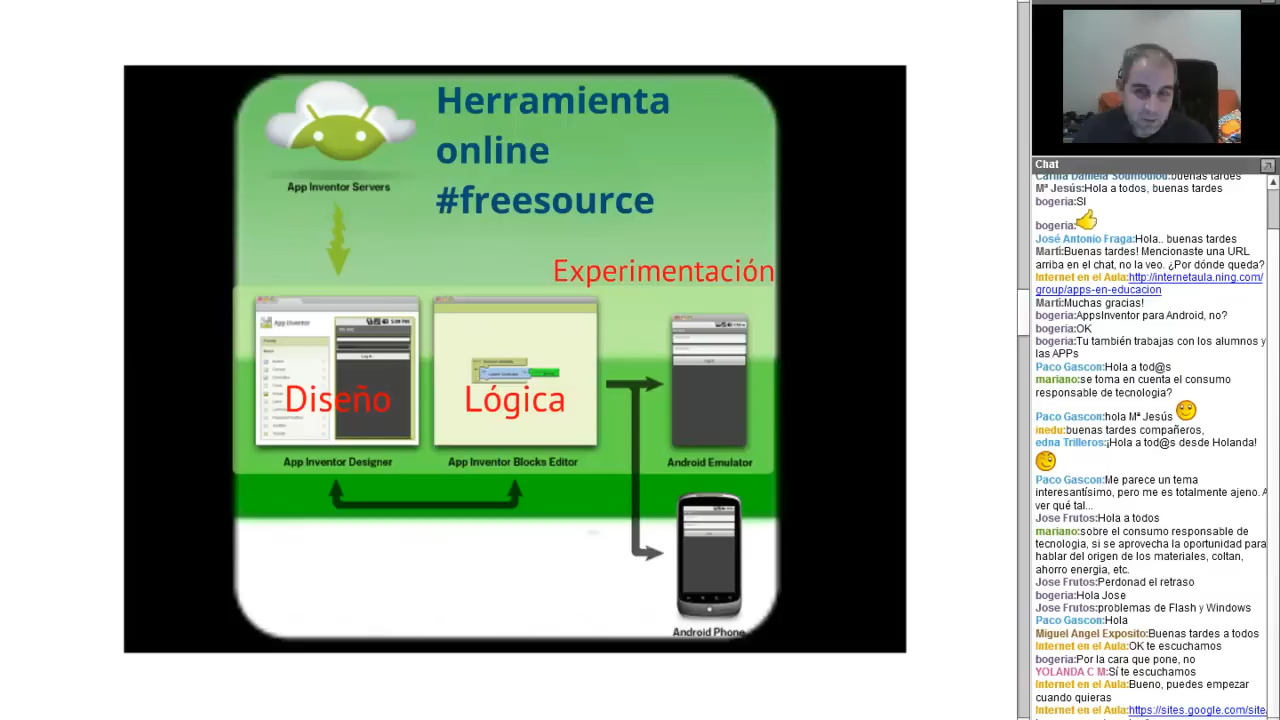 Herramienta
online
#freesource
App Inventor Servers
Experimentación
App Inventor
Diseño
Lógica
App Inventor Designer
App Inventor Blocks Editor
Android Emulator
Android Phone
Chat
buenas tardes
Mª Jesús:Hola a todos, buenas tardes
bogeria:SI
bogeria:
José Antonio Fraga:Hola.. buenas tardes
Martí:Buenas tardes! Mencionaste una URL
arriba en el chat, no la veo. ¿Por dónde queda?
Internet en el Aula:http://internetaula.ning.com/
group/apps-en-educacion
Martí:Muchas gracias!
bogeria:AppsInventor para Android, no?
bogeria:OK
bogeria:Tu también trabajas con los alumnos y
las APPs
Paco Gascon:Hola a tod@s
mariano:se toma en cuenta el consumo
responsable de tecnología?
Paco Gascon:hola Mª Jesús
inedu:buenas tardes compañeros,
edna Trilleros:¡Hola a tod@s desde Holanda!
Paco Gascon:Me parece un tema
interesantísimo, pero me es totalmente ajeno. A
ver qué tal...
Jose Frutos:Hola a todos
mariano:sobre el consumo responsable de
tecnología, si se aprovecha la oportunidad para
hablar del origen de los materiales, coltan,
ahorro energia, etc.
Jose Frutos:Perdonad el retraso
bogeria:Hola Jose
Jose Frutos:problemas de Flash y Windows
Paco Gascon:Hola
Miguel Angel Exposito:Buenas tardes a todos
Internet en el Aula:OK te escuchamos
bogeria:Por la cara que pone, no
YOLANDA C M:Sí te escuchamos
Internet en el Aula:Bueno, puedes empezar
cuando quieras
Internet en el Aula:https://sites.google.com/site/